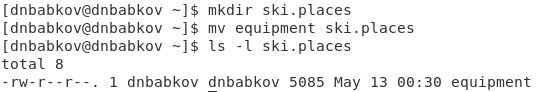 [dnbabkov@dnbabkov ~]$ mkdir ski.places
[dnbabkov@dnbabkov ~]$ mv equipment ski.places
[dnbabkov@dnbabkov ~]$ ls -l ski.places
total 8
-rw-r--r--. 1 dnbabkov dnbabkov 5085 May 13 00:30 equipment